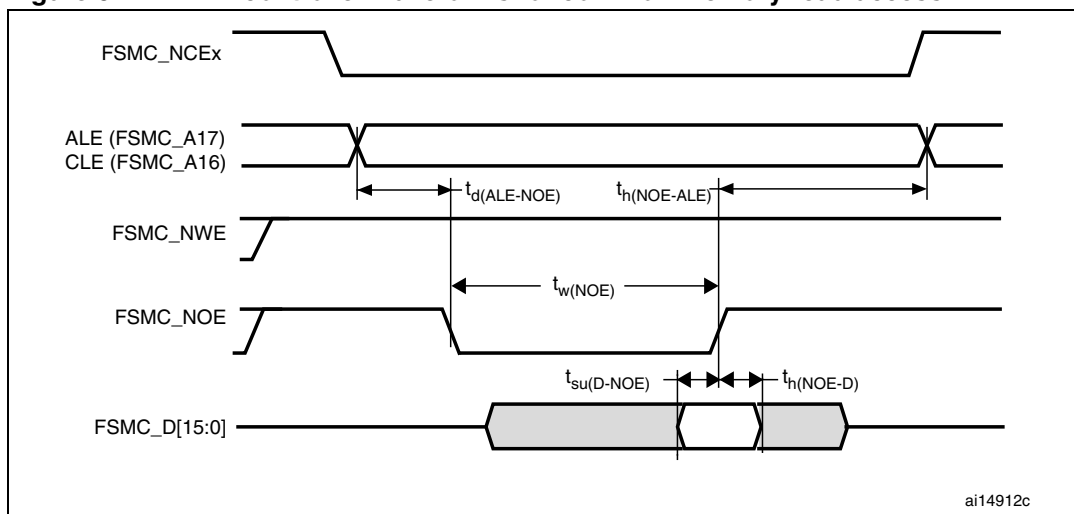 FSMC_NCEx
ALE (FSMC_A17)
CLE (FSMC_A16)
td(ALE-NOE)
th(NOE-ALE)
FSMC_NWE
tw(NOE)
FSMC_NOE
tsu(D-NOE)
th(NOE-D)
FSMC_D[15:0]
ai14912c